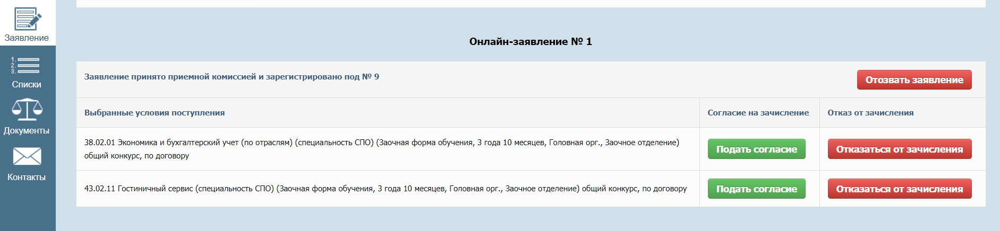 Заявление
1.
2.
3.
Списки
Документы
Контакты
Онлайн-заявление № 1
Заявление принято приемной комиссией и зарегистрировано под № 9
Отозвать заявление
Выбранные условия поступления
Согласие на зачисление
Отказ от зачисления
38.02.01 Экономика и бухгалтерский учет (по отраслям) (специальность СПО) (Заочная форма обучения, 3 года 10 месяцев, Головная орг., Заочное отделение)
общий конкурс, по договору
Подать согласие
Отказаться от зачисления
43.02.11 Гостиничный сервис (специальность СПО) (Заочная форма обучения, 3 года 10 месяцев, Головная орг., Заочное отделение) общий конкурс, по договору
Подать согласие
Отказаться от зачисления